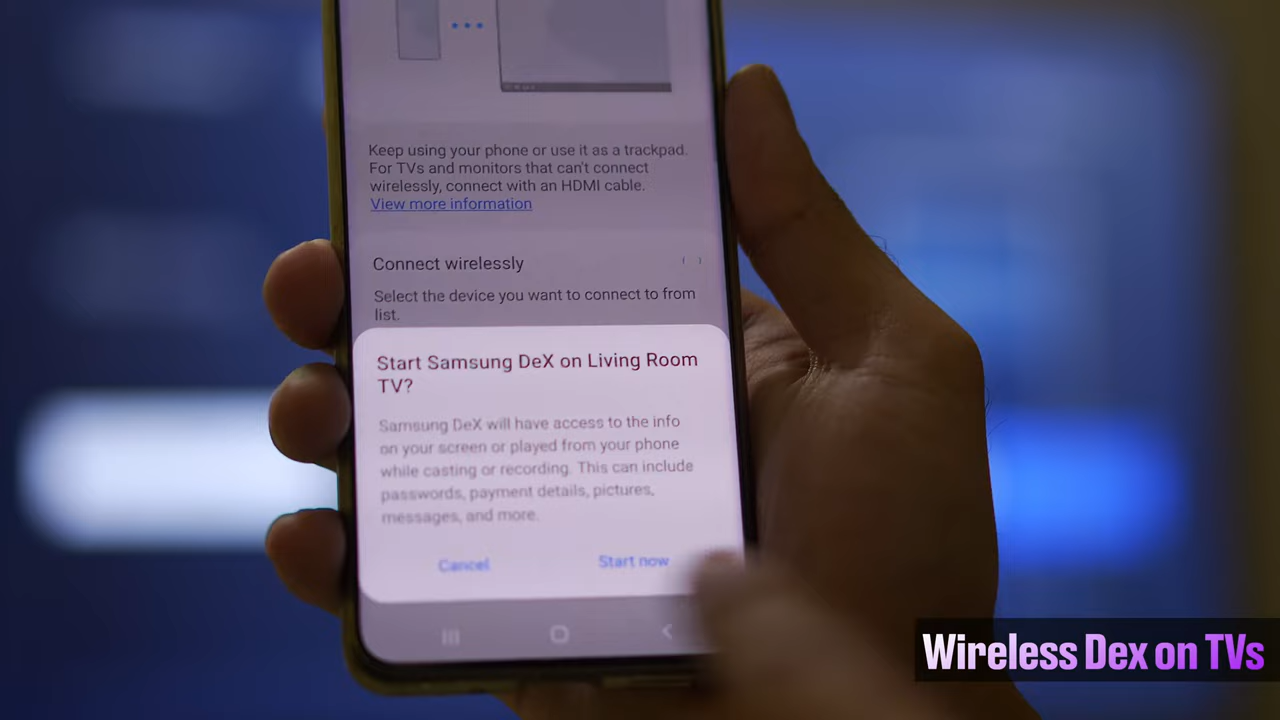 Keep using your phone or use it as a trackpad.
For TVs and monitors that can't connect
wirelessly, connect with an HDMI cable.
View more information
Connect wirelessly
Select the device you want to connect to from
list.
Start Samsung DeX on Living Room
TV?
Samsung DeX will have access to the info
on your screen or played from your phone
while casting or recording. This can include
passwords, payment details, pictures,
messages, and more.
Cancel
Start now
Wireless Dex on TVs